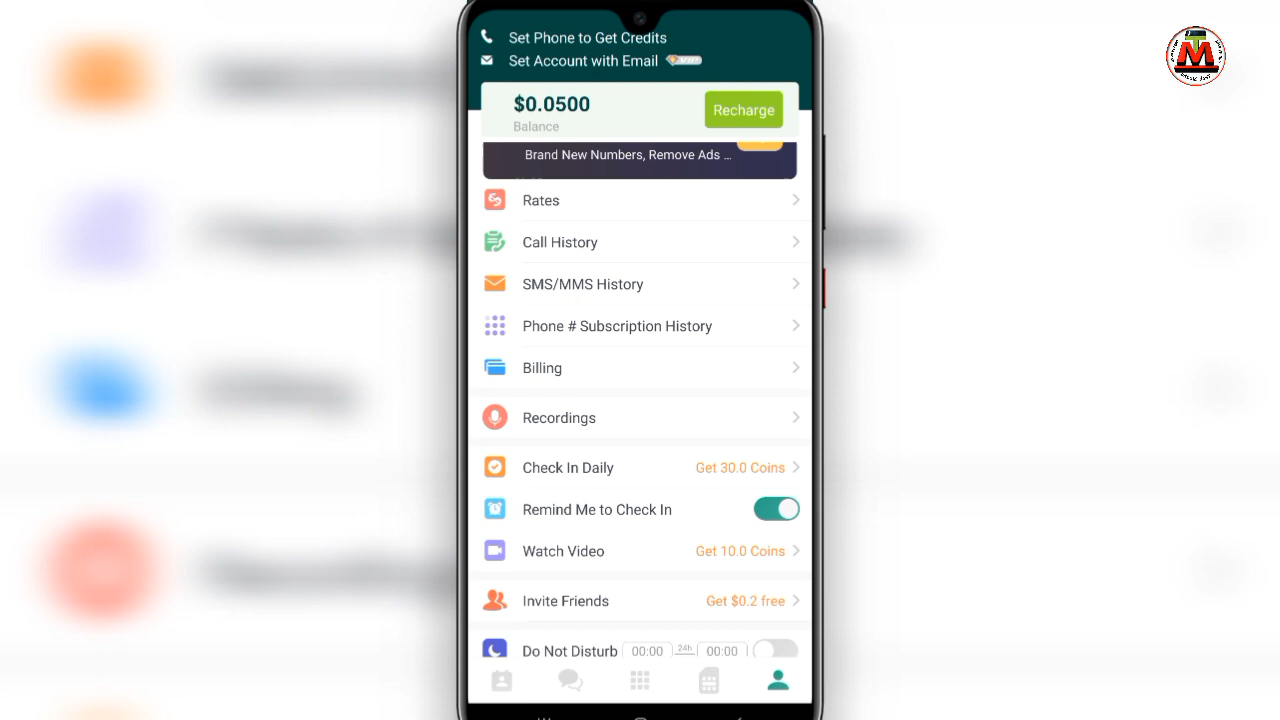 Set Phone to Get Credits
Set Account with Email
$0.0500
Balance
Recharge
Brand New Numbers, Remove Ads ...
Rates
Call History
SMS/MMS History
Phone # Subscription History
Billing
Recordings
Check In Daily Get 30.0 Coins
Remind Me to Check In
Watch Video Get 10.0 Coins
Invite Friends Get $0.2 free
Do Not Disturb 00:00 24h 00:00